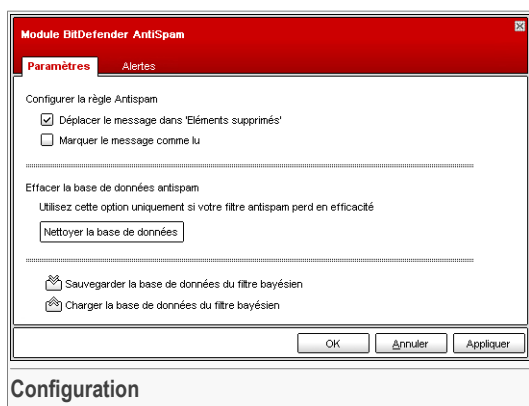 Module BitDefender AntiSpam
Paramètres Alertes
Configurer la règle Antispam
Déplacer le message dans 'Eléments supprimés'
Marquer le message comme lu
Effacer la base de données antispam
Utilisez cette option uniquement si votre filtre antispam perd en efficacité
Nettoyer la base de données
Sauvegarder la base de données du filtre bayésien
Charger la base de données du filtre bayésien
OK Annuler Appliquer
Configuration